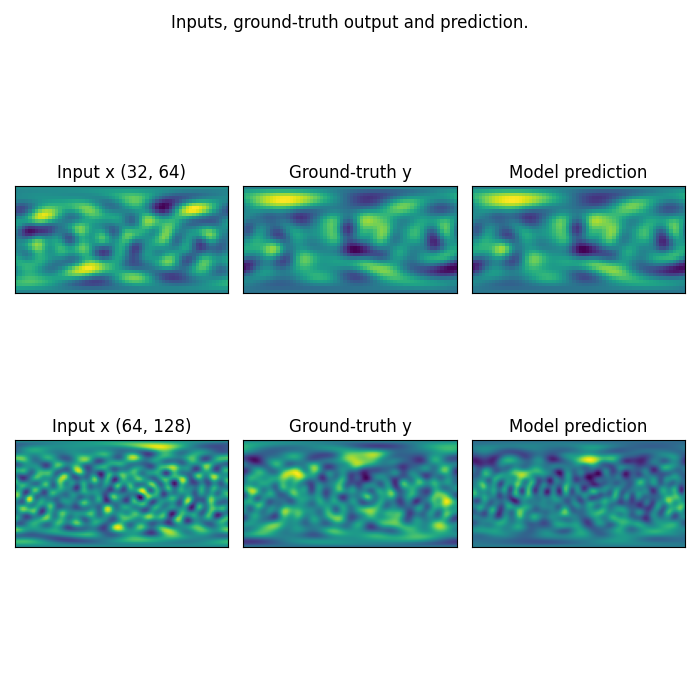 Inputs, ground-truth output and prediction.
Input x (32, 64)
Ground-truth y
Model prediction
Input x (64, 128)
Ground-truth y
Model prediction